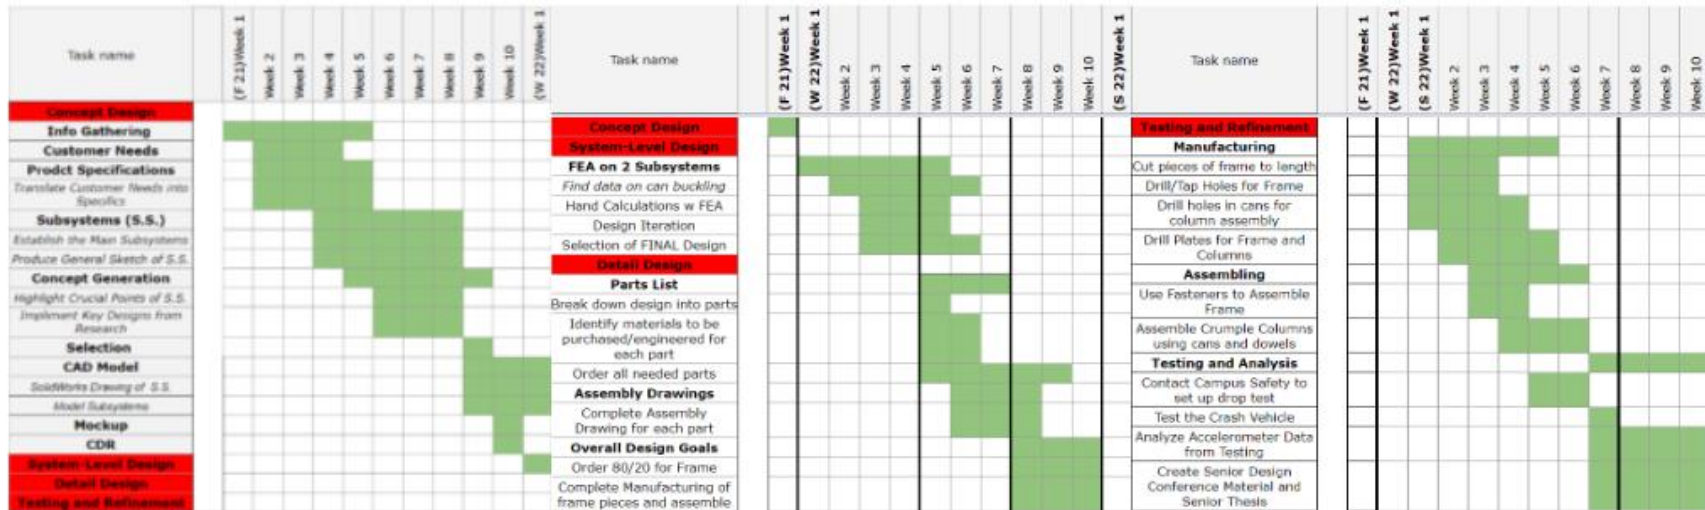 Task name
(F 21)Week 1
Week 2
Week 3
Week 4
Week 5
Week 6
Week 7
Week 8
Week 9
Week 10
(W 22)Week 1
Concept Design
Info Gathering
Customer Needs
Prodct Specifications
Translate Customer Needs into
Specifics
Subsystems (S.S.)
Establish the Main Subsystems
Produce General Sketch of S.S.
Concept Generation
Highlight Crucial Points of S.S.
Impliment Key Designs from
Research
Selection
CAD Model
SolidWorks Drawing of S.S.
Model Subsystems
Mockup
CDR
System-Level Design
Detail Design
Testing and Refinement
Task name
(F 21)Week 1
(W 22)Week 1
Week 2
Week 3
Week 4
Week 5
Week 6
Week 7
Week 8
Week 9
Week 10
(S 22)Week 1
Concept Design
System-Level Design
FEA on 2 Subsystems
Find data on can buckling
Hand Calculations w FEA
Design Iteration
Selection of FINAL Design
Detail Design
Parts List
Break down design into parts
Identify materials to be
purchased/engineered for
each part
Order all needed parts
Assembly Drawings
Complete Assembly
Drawing for each part
Overall Design Goals
Order 80/20 for Frame
Complete Manufacturing of
frame pieces and assemble
Task name
(F 21)Week 1
(W 22)Week 1
(S 22)Week 1
Week 2
Week 3
Week 4
Week 5
Week 6
Week 7
Week 8
Week 9
Week 10
Testing and Refinement
Manufacturing
Cut pieces of frame to length
Drill/Tap Holes for Frame
Drill holes in cans for
column assembly
Drill Plates for Frame and
Columns
Assembling
Use Fasteners to Assemble
Frame
Assemble Crumple Columns
using cans and dowels
Testing and Analysis
Contact Campus Safety to
set up drop test
Test the Crash Vehicle
Analyze Accelerometer Data
from Testing
Create Senior Design
Conference Material and
Senior Thesis